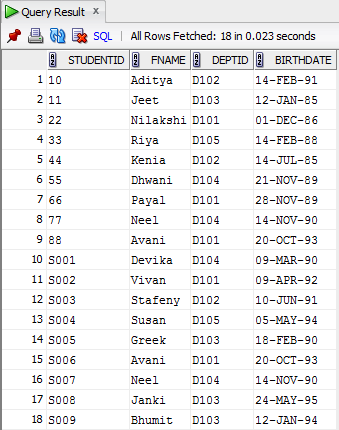 Query Result x
SQL | All Rows Fetched: 18 in 0.023 seconds
STUDENTID FNAME DEPTID BIRTHDATE
1 10 Aditya D102 14-FEB-91
2 11 Jeet D103 12-JAN-85
3 22 Nilakshi D101 01-DEC-86
4 33 Riya D105 14-FEB-88
5 44 Kenia D102 14-JUL-85
6 55 Dhwani D104 21-NOV-89
7 66 Payal D101 28-NOV-89
8 77 Neel D104 14-NOV-90
9 88 Avani D101 20-OCT-93
10 S001 Devika D104 09-MAR-90
11 S002 Vivan D101 09-APR-92
12 S003 Stafeny D102 10-JUN-91
13 S004 Susan D105 05-MAY-94
14 S005 Greek D103 18-FEB-90
15 S006 Avani D101 20-OCT-93
16 S007 Neel D104 14-NOV-90
17 S008 Janki D103 24-MAY-95
18 S009 Bhumit D103 12-JAN-94